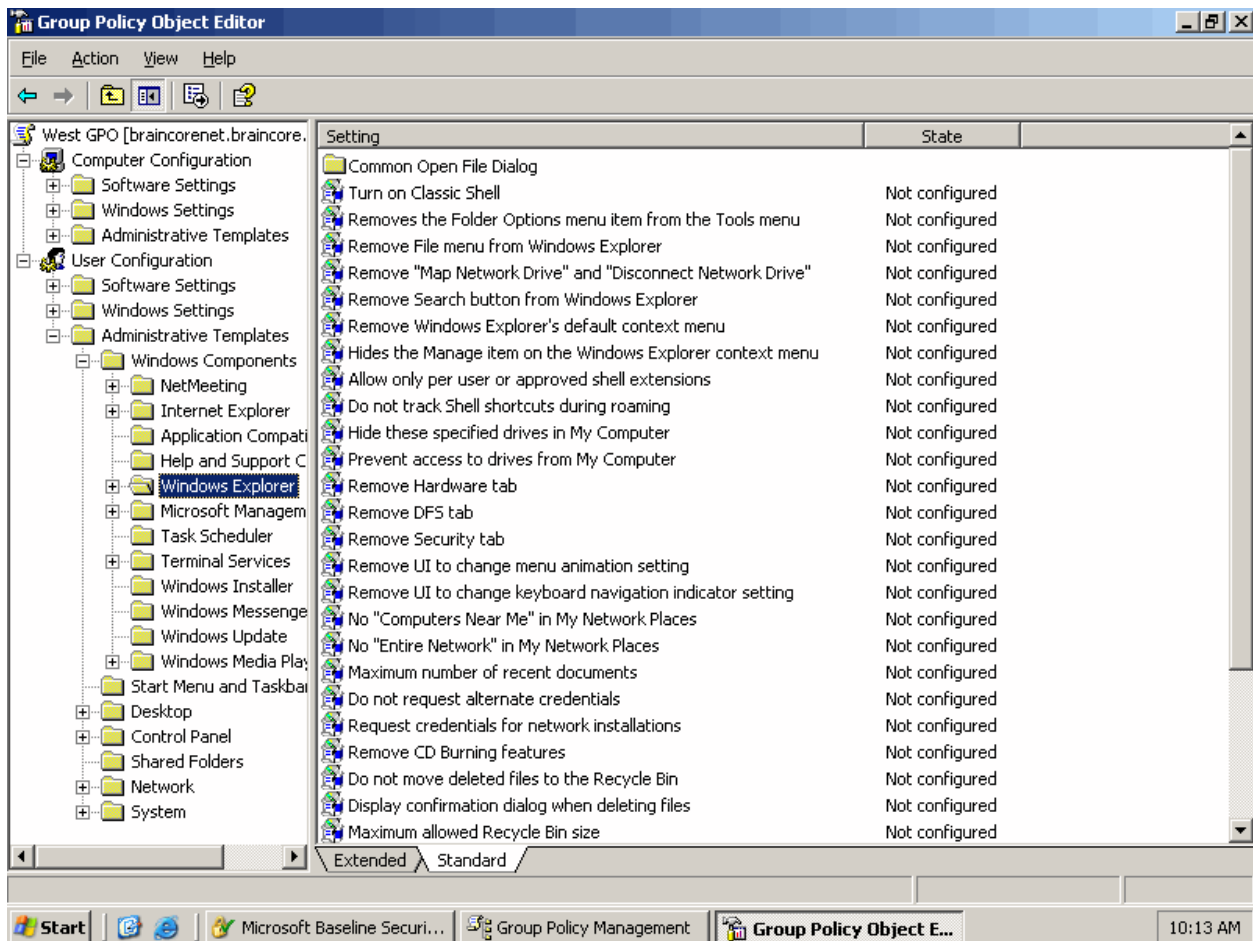 Group Policy Object Editor
File Action View Help
West GPO [braincorenet.braincore.
Computer Configuration
Software Settings
Windows Settings
Administrative Templates
User Configuration
Software Settings
Windows Settings
Administrative Templates
Windows Components
NetMeeting
Internet Explorer
Application Compati
Help and Support C
Windows Explorer
Microsoft Managem
Task Scheduler
Terminal Services
Windows Installer
Windows Messenge
Windows Update
Windows Media Play
Start Menu and Taskbar
Desktop
Control Panel
Shared Folders
Network
System
Setting State
Common Open File Dialog
Turn on Classic Shell Not configured
Removes the Folder Options menu item from the Tools menu Not configured
Remove File menu from Windows Explorer Not configured
Remove "Map Network Drive" and "Disconnect Network Drive" Not configured
Remove Search button from Windows Explorer Not configured
Remove Windows Explorer's default context menu Not configured
Hides the Manage item on the Windows Explorer context menu Not configured
Allow only per user or approved shell extensions Not configured
Do not track Shell shortcuts during roaming Not configured
Hide these specified drives in My Computer Not configured
Prevent access to drives from My Computer Not configured
Remove Hardware tab Not configured
Remove DFS tab Not configured
Remove Security tab Not configured
Remove UI to change menu animation setting Not configured
Remove UI to change keyboard navigation indicator setting Not configured
No "Computers Near Me" in My Network Places Not configured
No "Entire Network" in My Network Places Not configured
Maximum number of recent documents Not configured
Do not request alternate credentials Not configured
Request credentials for network installations Not configured
Remove CD Burning features Not configured
Do not move deleted files to the Recycle Bin Not configured
Display confirmation dialog when deleting files Not configured
Maximum allowed Recycle Bin size Not configured
Extended Standard
Start Microsoft Baseline Securi... Group Policy Management Group Policy Object E... 10:13 AM